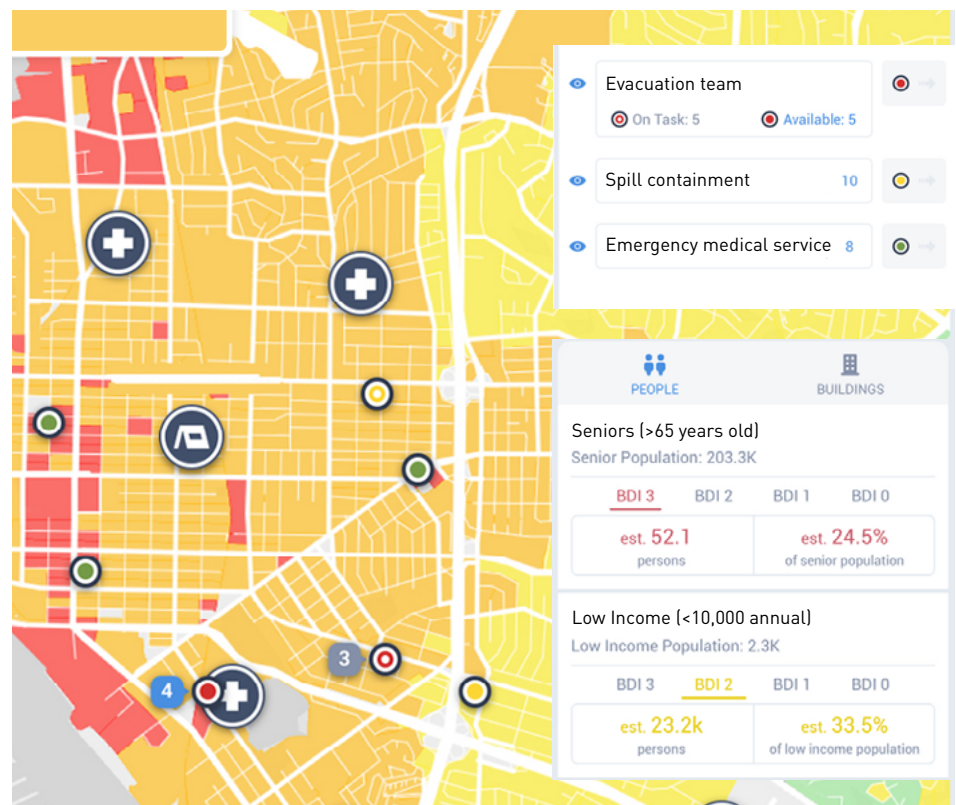 Evacuation team
On Task: 5 Available: 5
Spill containment 10
Emergency medical service 8
PEOPLE BUILDINGS
Seniors (>65 years old)
Senior Population: 203.3K
BDI 3 BDI 2 BDI 1 BDI 0
est. 52.1 est. 24.5%
persons of senior population
Low Income (<10,000 annual)
Low Income Population: 2.3K
BDI 3 BDI 2 BDI 1 BDI 0
est. 23.2k est. 33.5%
persons of low income population
3
4